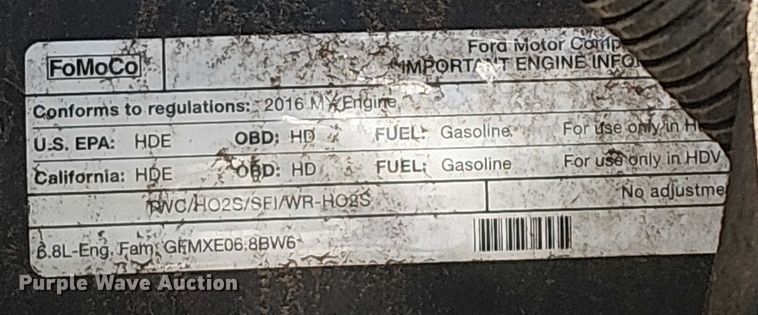 FoMoCo
Ford Motor Comp
IMPORTANT ENGINE INFO
Conforms to regulations: 2016 MY Engine
U.S. EPA: HDE OBD: HD FUEL: Gasoline For use only in H
California: HDE OBD: HD FUEL: Gasoline For use only in HDV
TWC/HO2S/SFI/WR-HO2S No adjustme
6.8L-Eng. Fam: GFMXE06.8BW6
Purple Wave Auction